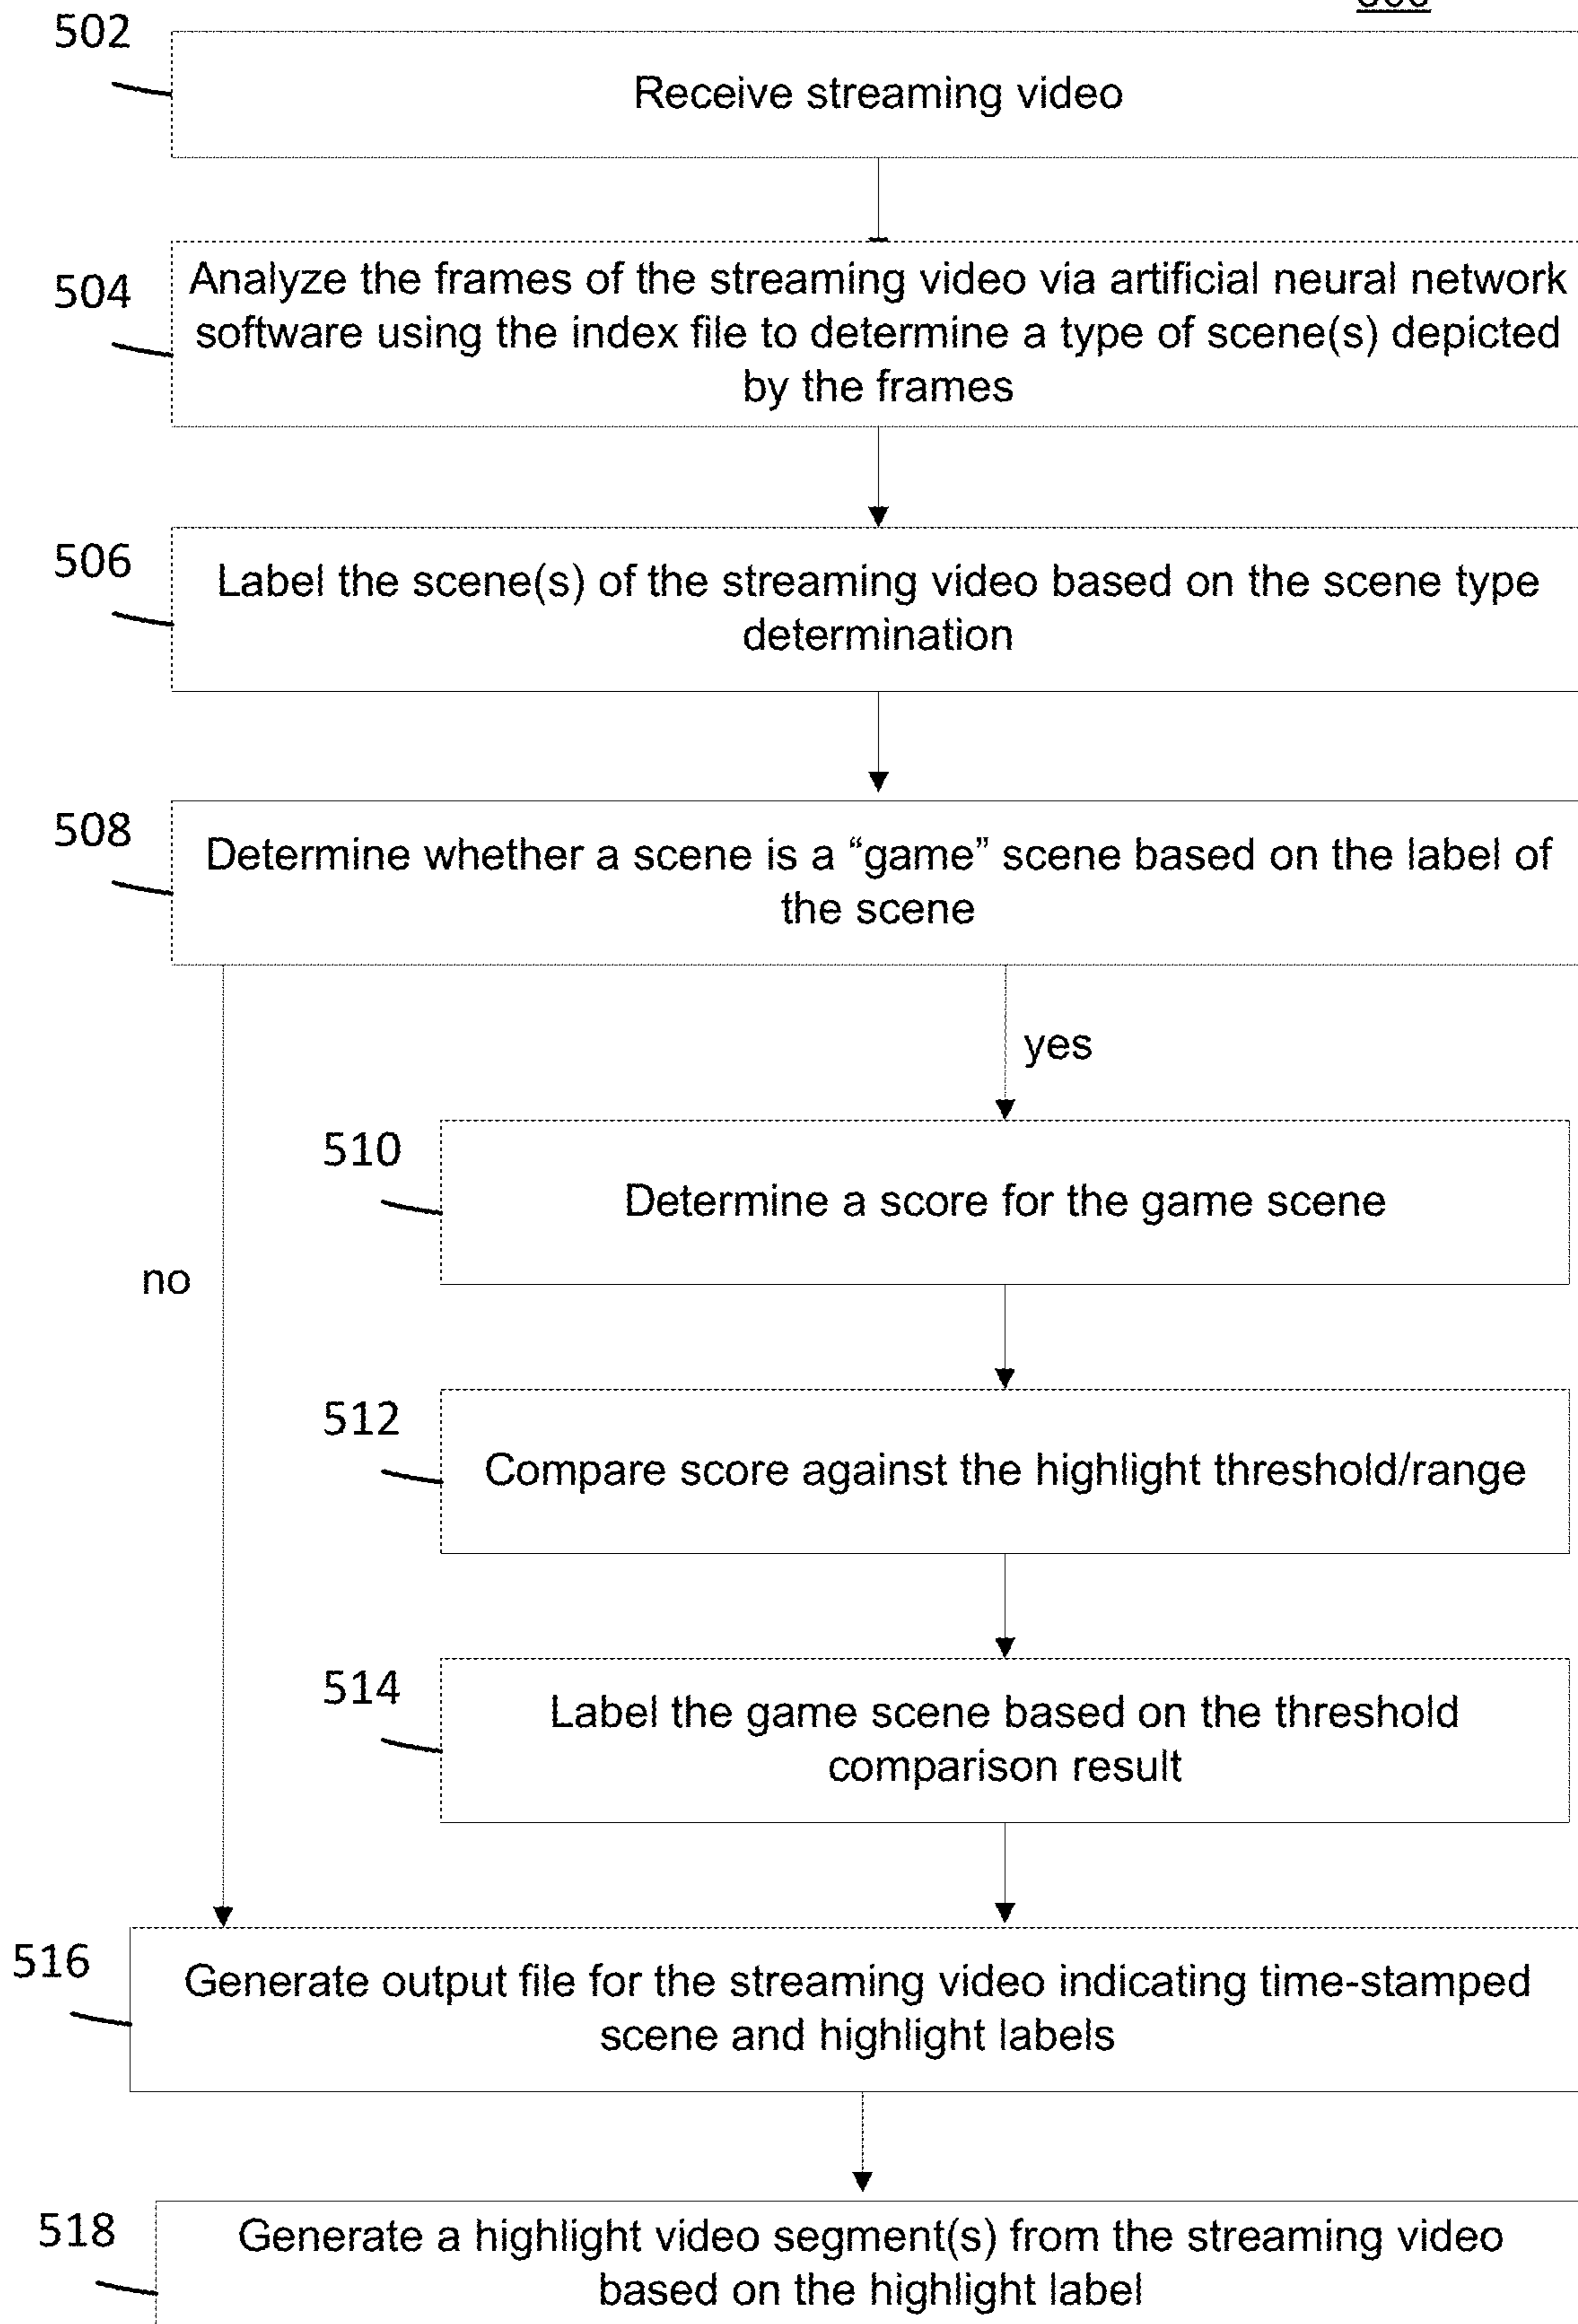 502
Receive streaming video
504
Analyze the frames of the streaming video via artificial neural network
software using the index file to determine a type of scene(s) depicted
by the frames
506
Label the scene(s) of the streaming video based on the scene type
determination
508
Determine whether a scene is a “game” scene based on the label of
the scene
yes
510
Determine a score for the game scene
no
512
Compare score against the highlight threshold/range
514
Label the game scene based on the threshold
comparison result
516
Generate output file for the streaming video indicating time-stamped
scene and highlight labels
518
Generate a highlight video segment(s) from the streaming video
based on the highlight label